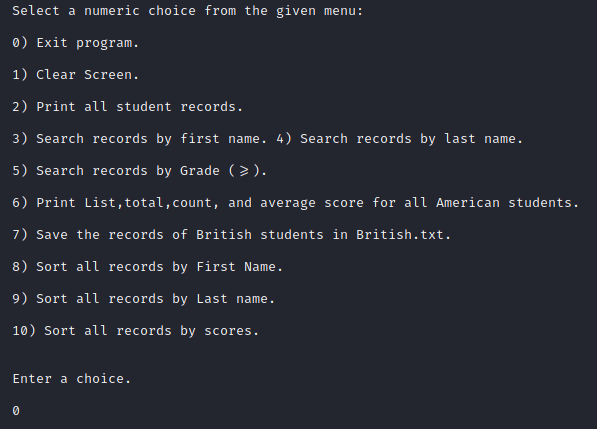 Select a numeric choice from the given menu:
0) Exit program.
1) Clear Screen.
2) Print all student records.
3) Search records by first name. 4) Search records by last name.
5) Search records by Grade (⩾).
6) Print List,total,count, and average score for all American students.
7) Save the records of British students in British.txt.
8) Sort all records by First Name.
9) Sort all records by Last name.
10) Sort all records by scores.
Enter a choice.
0